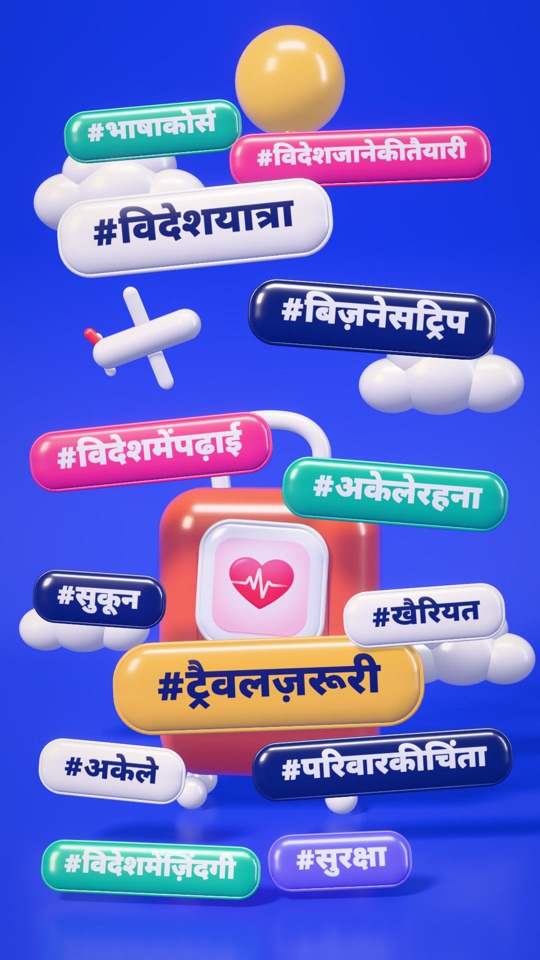 #भाषाकोर्स
#विदेशजानेकीतैयारी
#विदेशयात्रा
#बिज़नेसट्रिप
#विदेशमेंपढ़ाई
#अकेलेरहना
#सुकून
#खैरियत
#ट्रैवलज़रूरी
#अकेले
#परिवारकीचिंता
#विदेशमेंज़िंदगी
#सुरक्षा